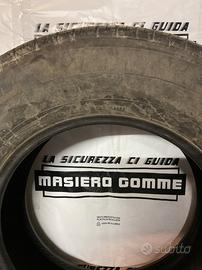 LA SICUREZZA CI GUIDA
LA SICUREZZA CI GUIDA
MASIERO GOMME
subito